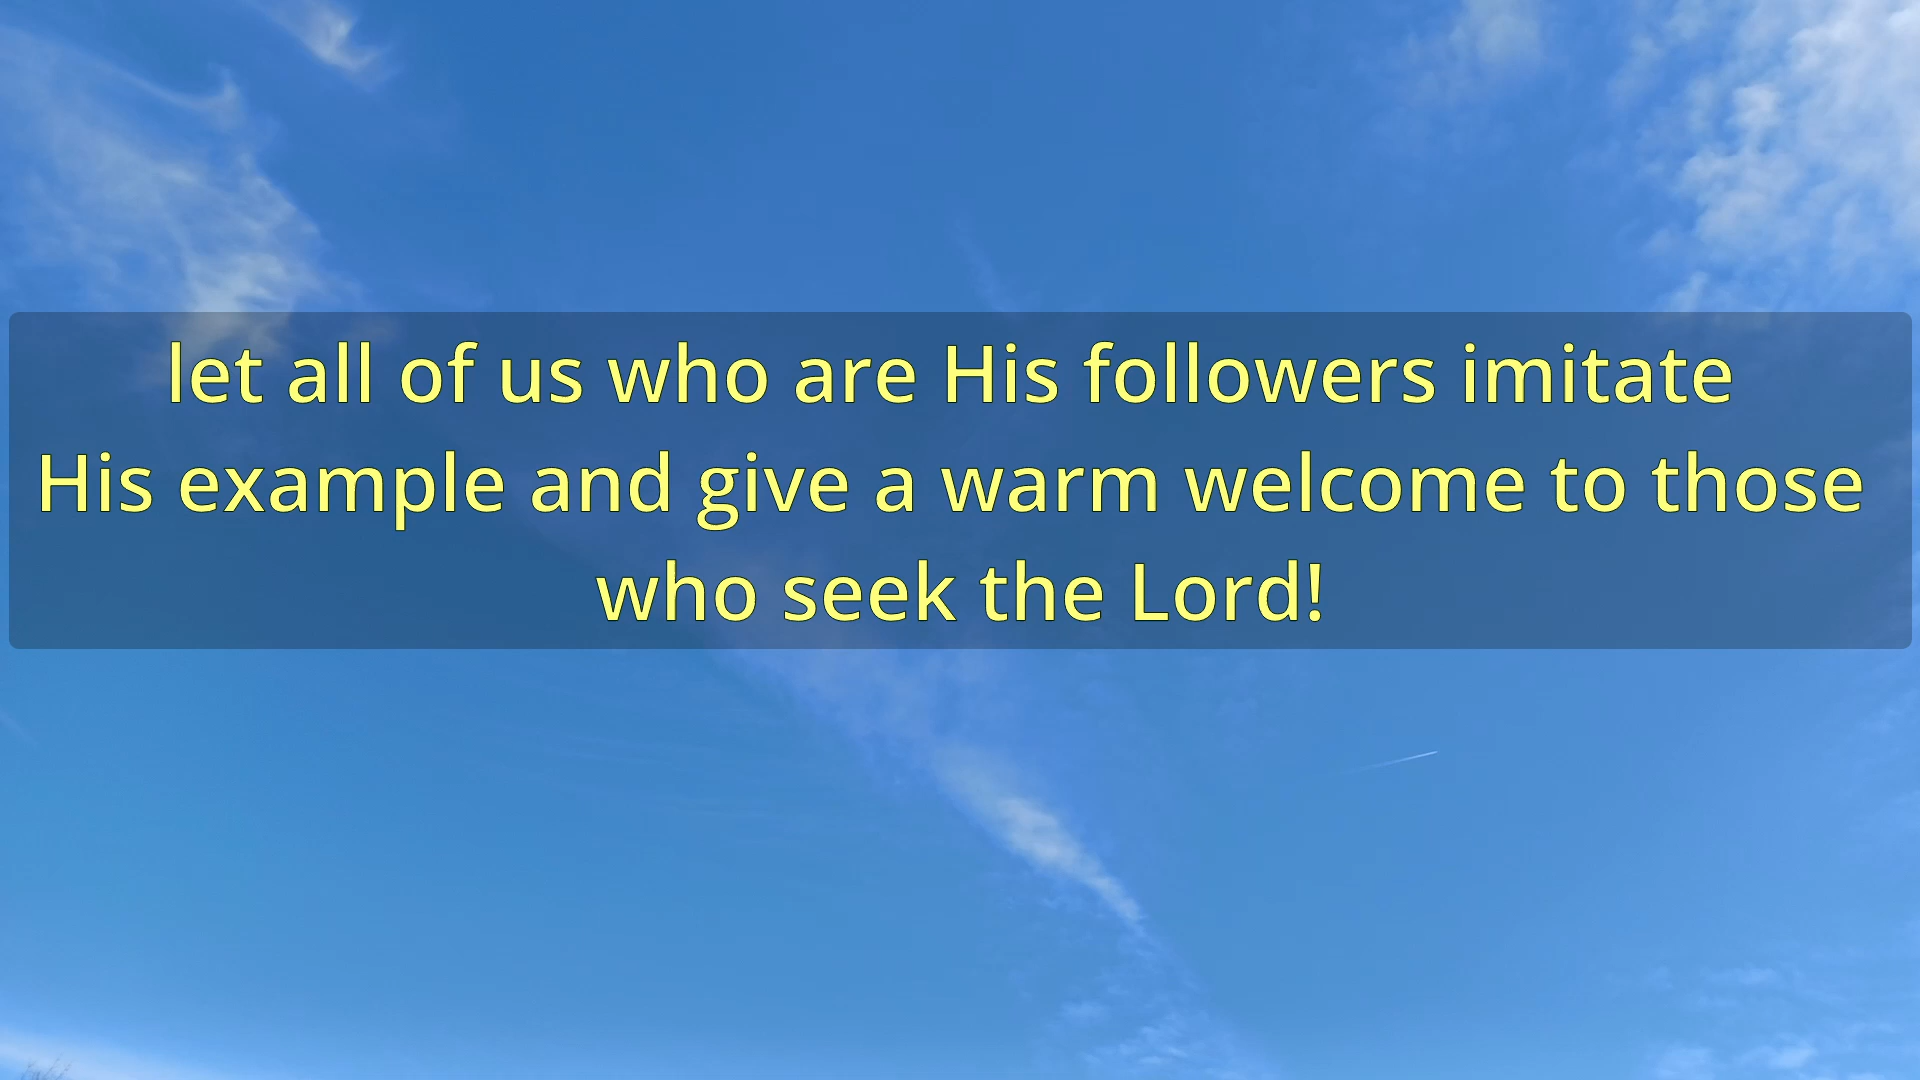 let all of us who are His followers imitate
His example and give a warm welcome to those
who seek the Lord!